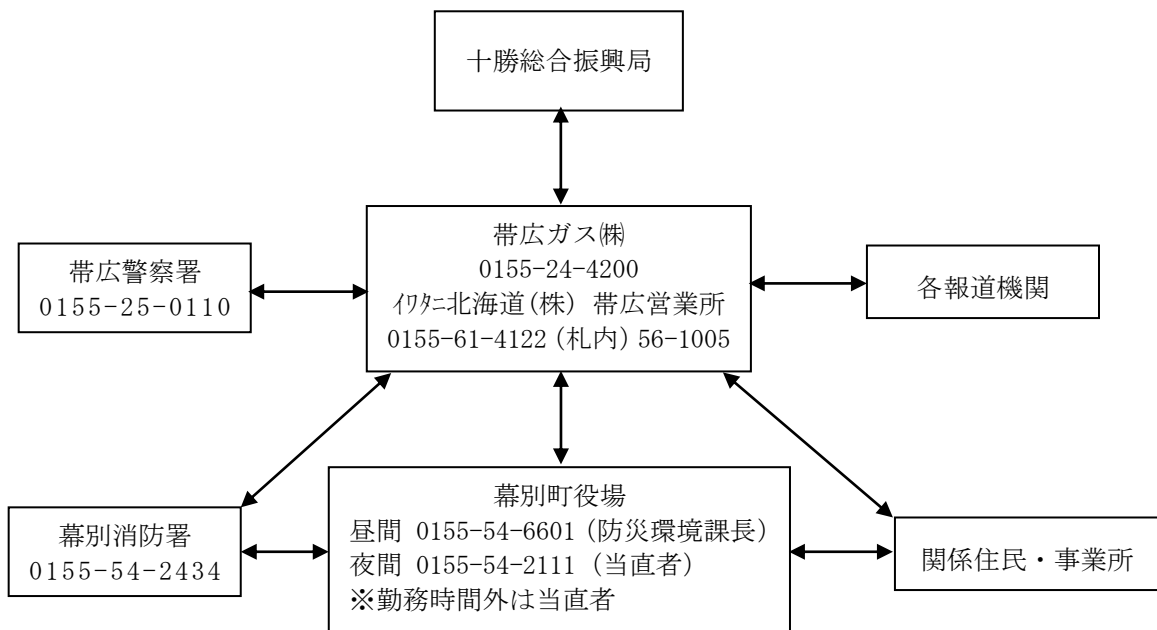 十勝総合振興局
帯広ガス㈱
0155-24-4200
ｲﾜﾀﾆ北海道(株) 帯広営業所
0155-61-4122（札内）56-1005
帯広警察署
0155-25-0110
各報道機関
幕別消防署
0155-54-2434
幕別町役場
昼間 0155-54-6601（防災環境課長）
夜間 0155-54-2111（当直者）
※勤務時間外は当直者
関係住民・事業所